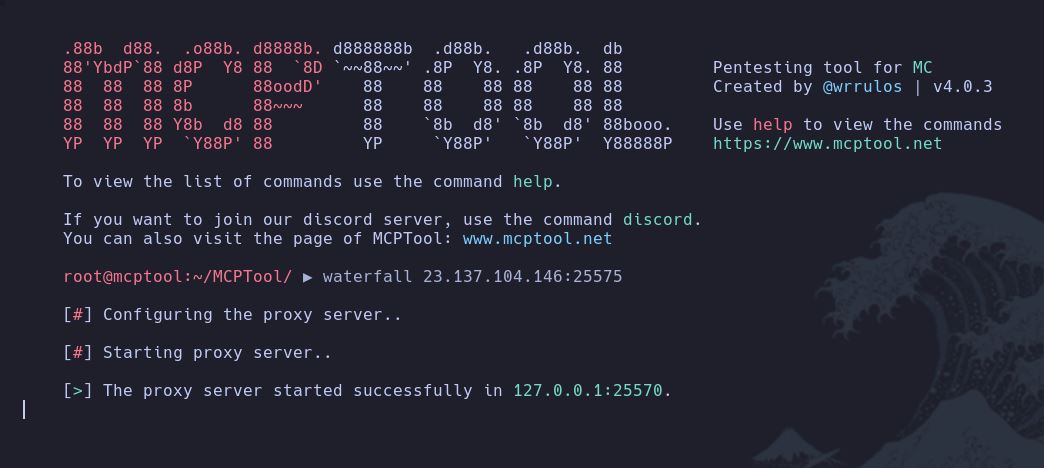 .88b  d88.  .o88b. d8888b. d888888b  .d88b.   .d88b.  db
88'YbdP`88 d8P  Y8 88  `8D `~~88~~' .8P  Y8. .8P  Y8. 88         Pentesting tool for MC
88  88  88 8P      88oodD'    88    88    88 88    88 88         Created by @wrrulos | v4.0.3
88  88  88 8b      88~~~      88    88    88 88    88 88
88  88  88 Y8b  d8 88         88    `8b  d8' `8b  d8' 88booo.    Use help to view the commands
YP  YP  YP  `Y88P' 88         YP     `Y88P'   `Y88P'  Y88888P    https://www.mcptool.net
To view the list of commands use the command help.
If you want to join our discord server, use the command discord.
You can also visit the page of MCPTool: www.mcptool.net
root@mcptool:~/MCPTool/ ▶ waterfall 23.137.104.146:25575
[#] Configuring the proxy server..
[#] Starting proxy server..
[>] The proxy server started successfully in 127.0.0.1:25570.